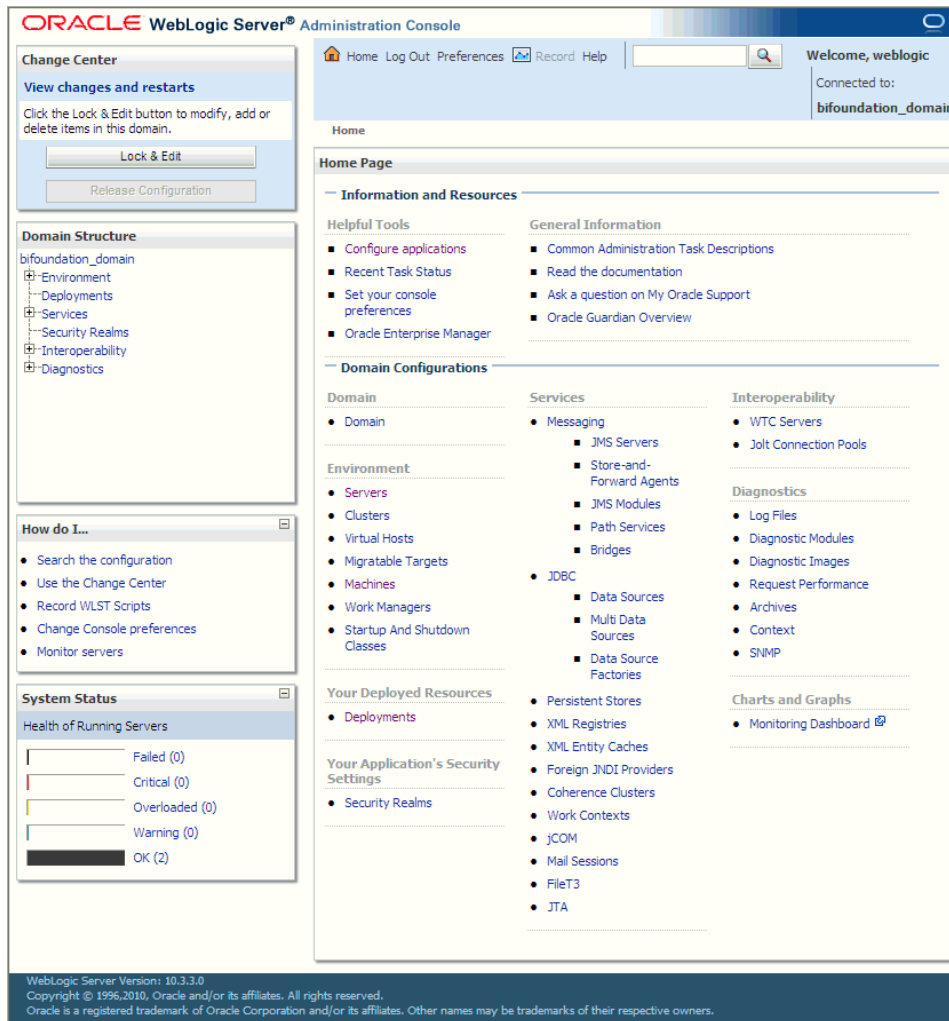 ORACLE WebLogic Server® Administration Console
Change Center
View changes and restarts
Click the Lock & Edit button to modify, add or
delete items in this domain.
Lock & Edit
Release Configuration
Domain Structure
bifoundation_domain
Environment
Deployments
Services
Security Realms
Interoperability
Diagnostics
How do I...
Search the configuration
Use the Change Center
Record WLST Scripts
Change Console preferences
Monitor servers
System Status
Health of Running Servers
Failed (0)
Critical (0)
Overloaded (0)
Warning (0)
OK (2)
Home Log Out Preferences Record Help
Welcome, weblogic
Connected to:
bifoundation_domain
Home
Home Page
Information and Resources
Helpful Tools
Configure applications
Recent Task Status
Set your console
preferences
Oracle Enterprise Manager
General Information
Common Administration Task Descriptions
Read the documentation
Ask a question on My Oracle Support
Oracle Guardian Overview
Domain Configurations
Domain
Domain
Environment
Servers
Clusters
Virtual Hosts
Migratable Targets
Machines
Work Managers
Startup And Shutdown
Classes
Your Deployed Resources
Deployments
Your Application's Security
Settings
Security Realms
Services
Messaging
JMS Servers
Store-and-
Forward Agents
JMS Modules
Path Services
Bridges
JDBC
Data Sources
Multi Data
Sources
Data Source
Factories
Persistent Stores
XML Registries
XML Entity Caches
Foreign JNDI Providers
Coherence Clusters
Work Contexts
jCOM
Mail Sessions
FileT3
JTA
Interoperability
WTC Servers
Jolt Connection Pools
Diagnostics
Log Files
Diagnostic Modules
Diagnostic Images
Request Performance
Archives
Context
SNMP
Charts and Graphs
Monitoring Dashboard
WebLogic Server Version: 10.3.3.0
Copyright © 1996,2010, Oracle and/or its affiliates. All rights reserved.
Oracle is a registered trademark of Oracle Corporation and/or its affiliates. Other names may be trademarks of their respective owners.